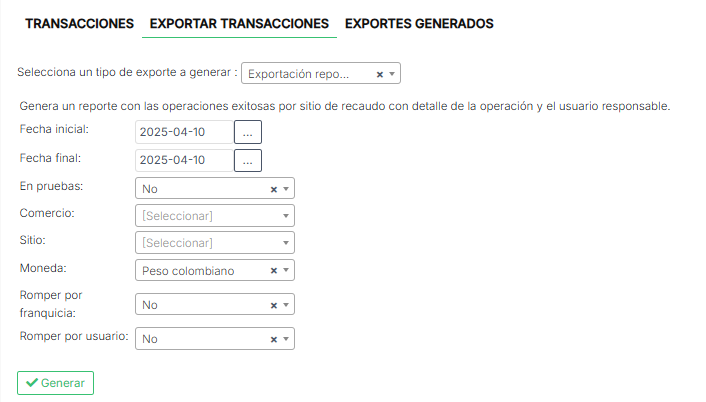 TRANSACCIONES EXPORTAR TRANSACCIONES EXPORTES GENERADOS
Selecciona un tipo de exporte a generar : Exportación repo... × 
Genera un reporte con las operaciones exitosas por sitio de recaudo con detalle de la operación y el usuario responsable.
Fecha inicial: 2025-04-10 ...
Fecha final: 2025-04-10 ...
En pruebas: No ×
Comercio: [Seleccionar]
Sitio: [Seleccionar]
Moneda: Peso colombiano ×
Romper por
franquicia: No ×
Romper por usuario: No ×
Generar